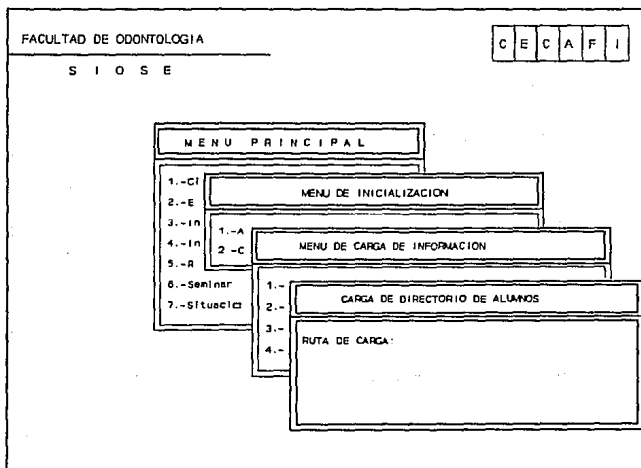 FACULTAD DE ODONTOLOGIA
C E C A F I
S I O S E
MENU PRINCIPAL
1.-Ci
2.-E
3.-In
4.-In
5.-R
6.-Seminar
7.-Situacio
MENU DE INICIALIZACION
1.-A
2-C
MENU DE CARGA DE INFORMACION
1.-
2.-
3.-
4.-
CARGA DE DIRECTORIO DE ALUMNOS
RUTA DE CARGA: